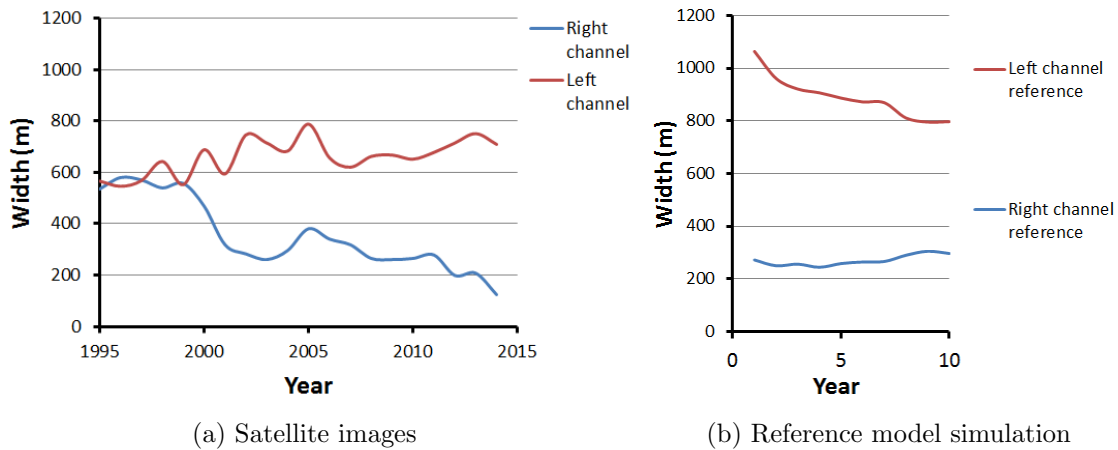 1200
1000
800
600
400
200
0
1995
2000
2005
2010
2015
Width (m)
Year
Right
channel
Left
channel
(a) Satellite images
1200
1000
800
600
400
200
0
0
5
10
Width (m)
Year
Left channel
reference
Right channel
reference
(b) Reference model simulation